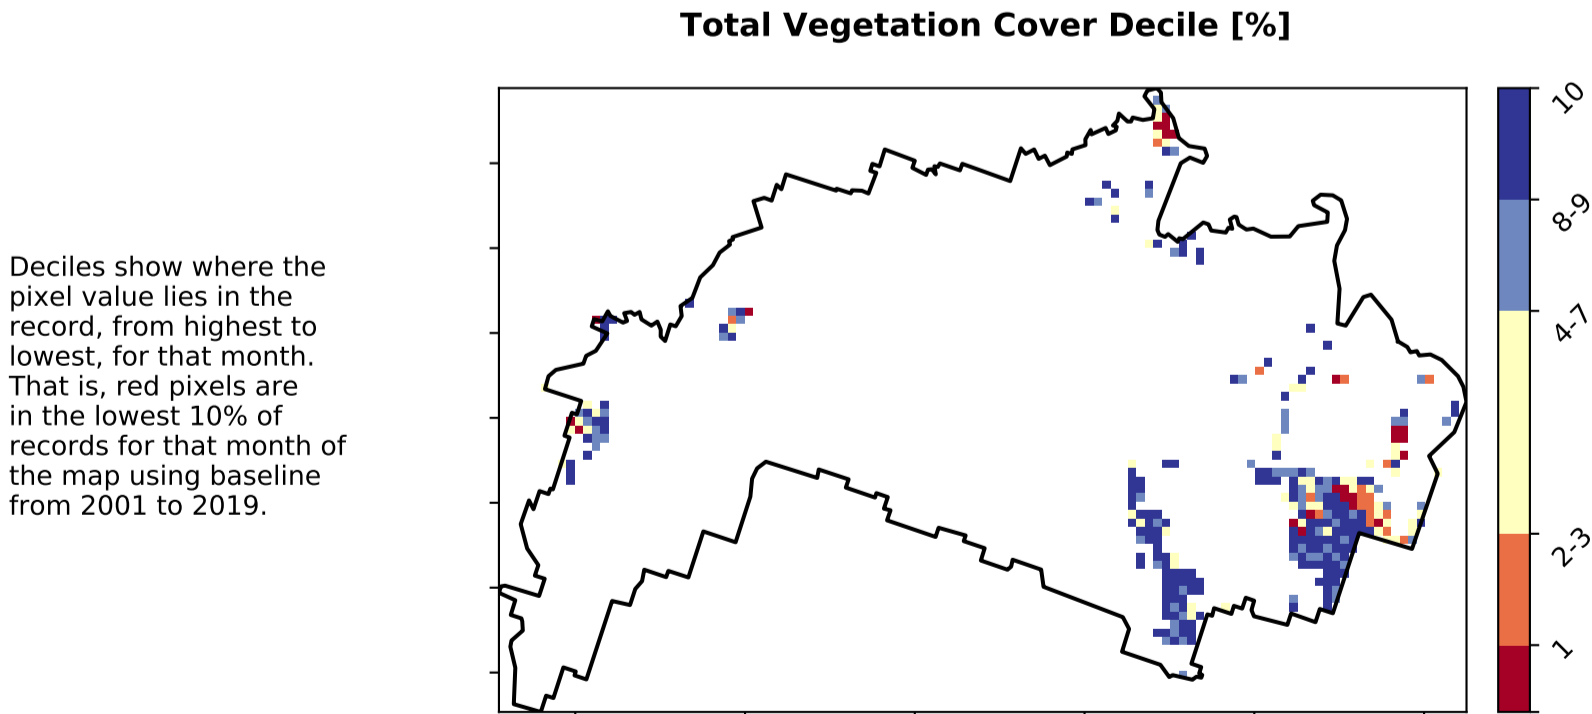 Total Vegetation Cover Decile [%]
Deciles show where the
pixel value lies in the
record, from highest to
lowest, for that month.
That is, red pixels are
in the lowest 10% of
records for that month of
the map using baseline
from 2001 to 2019.
10
8-9
4-7
2-3
1